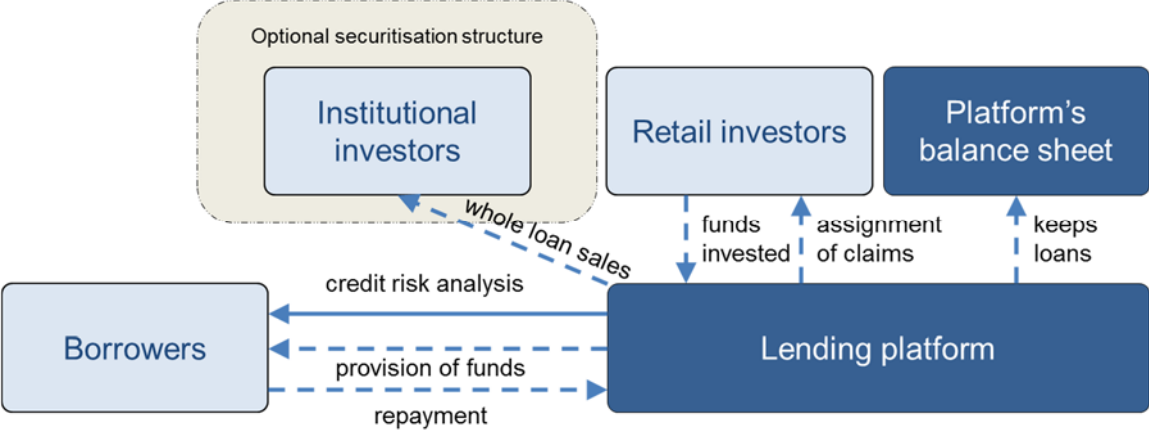 Optional securitisation structure
Institutional
investors
Retail investors
Platform's
balance sheet
whole loan sales
funds
invested
assignment
of claims
keeps
loans
credit risk analysis
Borrowers
Lending platform
provision of funds
repayment